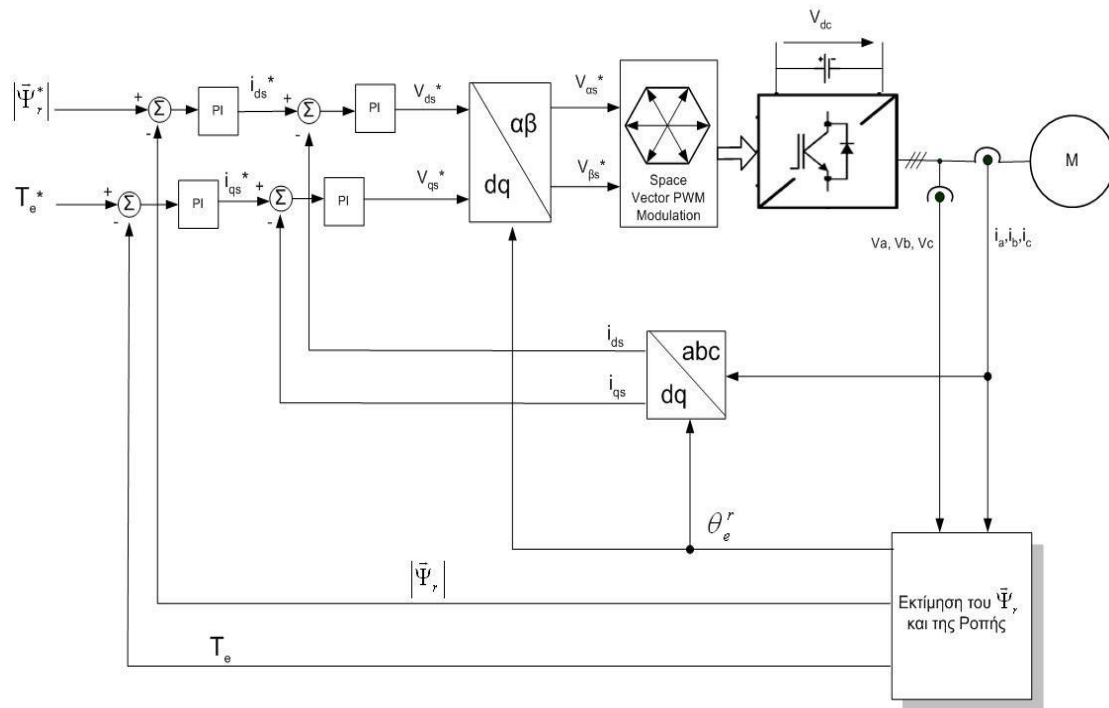 V_dc
|Ψ̄_r^*|
+
-
PI
i_ds*
+
-
PI
V_ds*
αβ
dq
V_αs*
V_βs*
Space
Vector PWM
Modulation
+ -
M
T_e*
+
-
PI
i_qs*
+
-
PI
V_qs*
Va, Vb, Vc
i_a,i_b,i_c
i_ds
i_qs
abc
dq
θ_e^r
|Ψ̄_r|
T_e
Εκτίμηση του Ψ̄_r
και της Ροπής
Σ
Σ
Σ
Σ